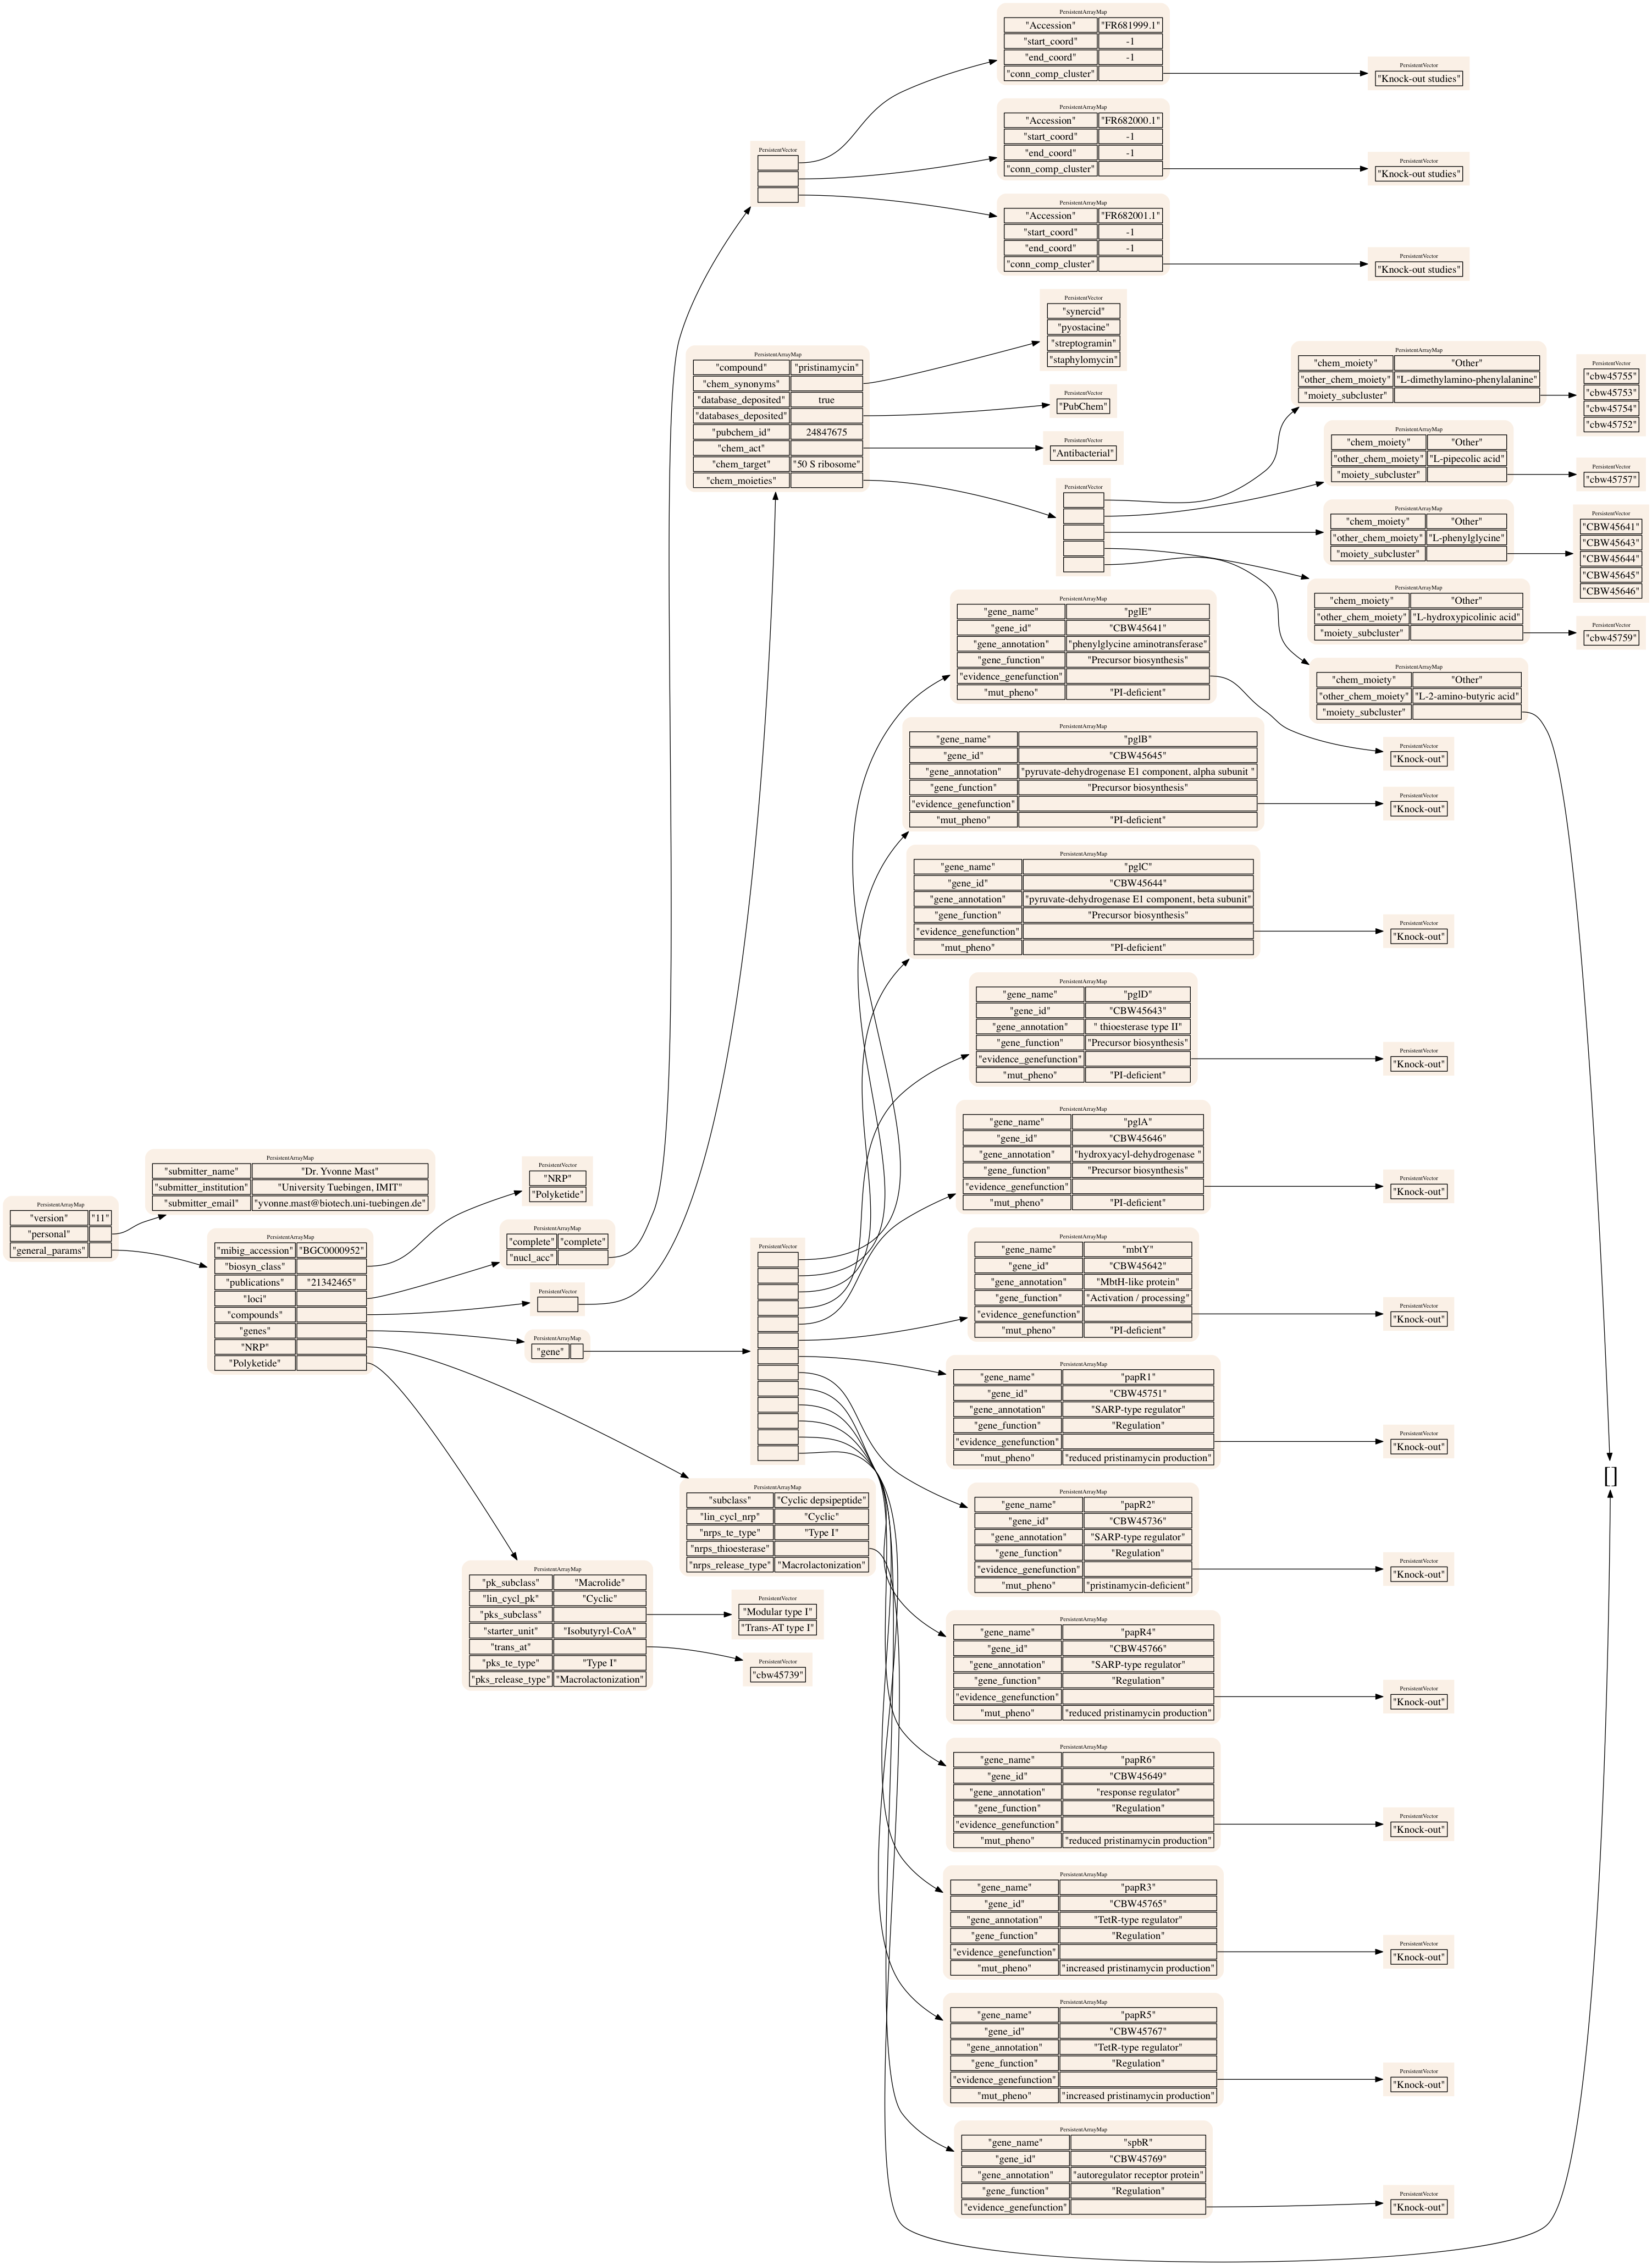 PersistentArrayMap
"version" "11"
"personal"
"general_params"
PersistentArrayMap
"submitter_name" "Dr. Yvonne Mast"
"submitter_institution" "University Tuebingen, IMIT"
"submitter_email" "yvonne.mast@biotech.uni-tuebingen.de"
PersistentArrayMap
"mibig_accession" "BGC0000952"
"biosyn_class"
"publications" "21342465"
"loci"
"compounds"
"genes"
"NRP"
"Polyketide"
PersistentVector
"NRP"
"Polyketide"
PersistentArrayMap
"complete" "complete"
"nucl_acc"
PersistentVector
PersistentArrayMap
"gene"
PersistentVector
PersistentArrayMap
"Accession" "FR681999.1"
"start_coord" -1
"end_coord" -1
"conn_comp_cluster"
PersistentVector
"Knock-out studies"
PersistentArrayMap
"Accession" "FR682000.1"
"start_coord" -1
"end_coord" -1
"conn_comp_cluster"
PersistentVector
"Knock-out studies"
PersistentArrayMap
"Accession" "FR682001.1"
"start_coord" -1
"end_coord" -1
"conn_comp_cluster"
PersistentVector
"Knock-out studies"
PersistentArrayMap
"compound" "pristinamycin"
"chem_synonyms"
"database_deposited" true
"databases_deposited"
"pubchem_id" 24847675
"chem_act"
"chem_target" "50 S ribosome"
"chem_moieties"
PersistentVector
"synercid"
"pyostacine"
"streptogramin"
"staphylomycin"
PersistentVector
"PubChem"
PersistentVector
"Antibacterial"
PersistentVector
PersistentArrayMap
"chem_moiety" "Other"
"other_chem_moiety" "L-dimethylamino-phenylalanine"
"moiety_subcluster"
PersistentVector
"cbw45755"
"cbw45753"
"cbw45754"
"cbw45752"
PersistentArrayMap
"chem_moiety" "Other"
"other_chem_moiety" "L-pipecolic acid"
"moiety_subcluster"
PersistentVector
"cbw45757"
PersistentArrayMap
"chem_moiety" "Other"
"other_chem_moiety" "L-phenylglycine"
"moiety_subcluster"
PersistentVector
"CBW45641"
"CBW45643"
"CBW45644"
"CBW45645"
"CBW45646"
PersistentArrayMap
"chem_moiety" "Other"
"other_chem_moiety" "L-hydroxypicolinic acid"
"moiety_subcluster"
PersistentVector
"cbw45759"
PersistentArrayMap
"chem_moiety" "Other"
"other_chem_moiety" "L-2-amino-butyric acid"
"moiety_subcluster"
[]
PersistentVector
PersistentArrayMap
"gene_name" "pglE"
"gene_id" "CBW45641"
"gene_annotation" "phenylglycine aminotransferase"
"gene_function" "Precursor biosynthesis"
"evidence_genefunction"
"mut_pheno" "PI-deficient"
PersistentVector
"Knock-out"
PersistentArrayMap
"gene_name" "pglB"
"gene_id" "CBW45645"
"gene_annotation" "pyruvate-dehydrogenase E1 component, alpha subunit "
"gene_function" "Precursor biosynthesis"
"evidence_genefunction"
"mut_pheno" "PI-deficient"
PersistentVector
"Knock-out"
PersistentArrayMap
"gene_name" "pglC"
"gene_id" "CBW45644"
"gene_annotation" "pyruvate-dehydrogenase E1 component, beta subunit"
"gene_function" "Precursor biosynthesis"
"evidence_genefunction"
"mut_pheno" "PI-deficient"
PersistentVector
"Knock-out"
PersistentArrayMap
"gene_name" "pglD"
"gene_id" "CBW45643"
"gene_annotation" " thioesterase type II"
"gene_function" "Precursor biosynthesis"
"evidence_genefunction"
"mut_pheno" "PI-deficient"
PersistentVector
"Knock-out"
PersistentArrayMap
"gene_name" "pglA"
"gene_id" "CBW45646"
"gene_annotation" "hydroxyacyl-dehydrogenase "
"gene_function" "Precursor biosynthesis"
"evidence_genefunction"
"mut_pheno" "PI-deficient"
PersistentVector
"Knock-out"
PersistentArrayMap
"gene_name" "mbtY"
"gene_id" "CBW45642"
"gene_annotation" "MbtH-like protein"
"gene_function" "Activation / processing"
"evidence_genefunction"
"mut_pheno" "PI-deficient"
PersistentVector
"Knock-out"
PersistentArrayMap
"gene_name" "papR1"
"gene_id" "CBW45751"
"gene_annotation" "SARP-type regulator"
"gene_function" "Regulation"
"evidence_genefunction"
"mut_pheno" "reduced pristinamycin production"
PersistentVector
"Knock-out"
PersistentArrayMap
"gene_name" "papR2"
"gene_id" "CBW45736"
"gene_annotation" "SARP-type regulator"
"gene_function" "Regulation"
"evidence_genefunction"
"mut_pheno" "pristinamycin-deficient"
PersistentVector
"Knock-out"
PersistentArrayMap
"gene_name" "papR4"
"gene_id" "CBW45766"
"gene_annotation" "SARP-type regulator"
"gene_function" "Regulation"
"evidence_genefunction"
"mut_pheno" "reduced pristinamycin production"
PersistentVector
"Knock-out"
PersistentArrayMap
"gene_name" "papR6"
"gene_id" "CBW45649"
"gene_annotation" "response regulator"
"gene_function" "Regulation"
"evidence_genefunction"
"mut_pheno" "reduced pristinamycin production"
PersistentVector
"Knock-out"
PersistentArrayMap
"gene_name" "papR3"
"gene_id" "CBW45765"
"gene_annotation" "TetR-type regulator"
"gene_function" "Regulation"
"evidence_genefunction"
"mut_pheno" "increased pristinamycin production"
PersistentVector
"Knock-out"
PersistentArrayMap
"gene_name" "papR5"
"gene_id" "CBW45767"
"gene_annotation" "TetR-type regulator"
"gene_function" "Regulation"
"evidence_genefunction"
"mut_pheno" "increased pristinamycin production"
PersistentVector
"Knock-out"
PersistentArrayMap
"gene_name" "spbR"
"gene_id" "CBW45769"
"gene_annotation" "autoregulator receptor protein"
"gene_function" "Regulation"
"evidence_genefunction"
PersistentVector
"Knock-out"
PersistentArrayMap
"subclass" "Cyclic depsipeptide"
"lin_cycl_nrp" "Cyclic"
"nrps_te_type" "Type I"
"nrps_thioesterase"
"nrps_release_type" "Macrolactonization"
PersistentArrayMap
"pk_subclass" "Macrolide"
"lin_cycl_pk" "Cyclic"
"pks_subclass"
"starter_unit" "Isobutyryl-CoA"
"trans_at"
"pks_te_type" "Type I"
"pks_release_type" "Macrolactonization"
PersistentVector
"Modular type I"
"Trans-AT type I"
PersistentVector
"cbw45739"